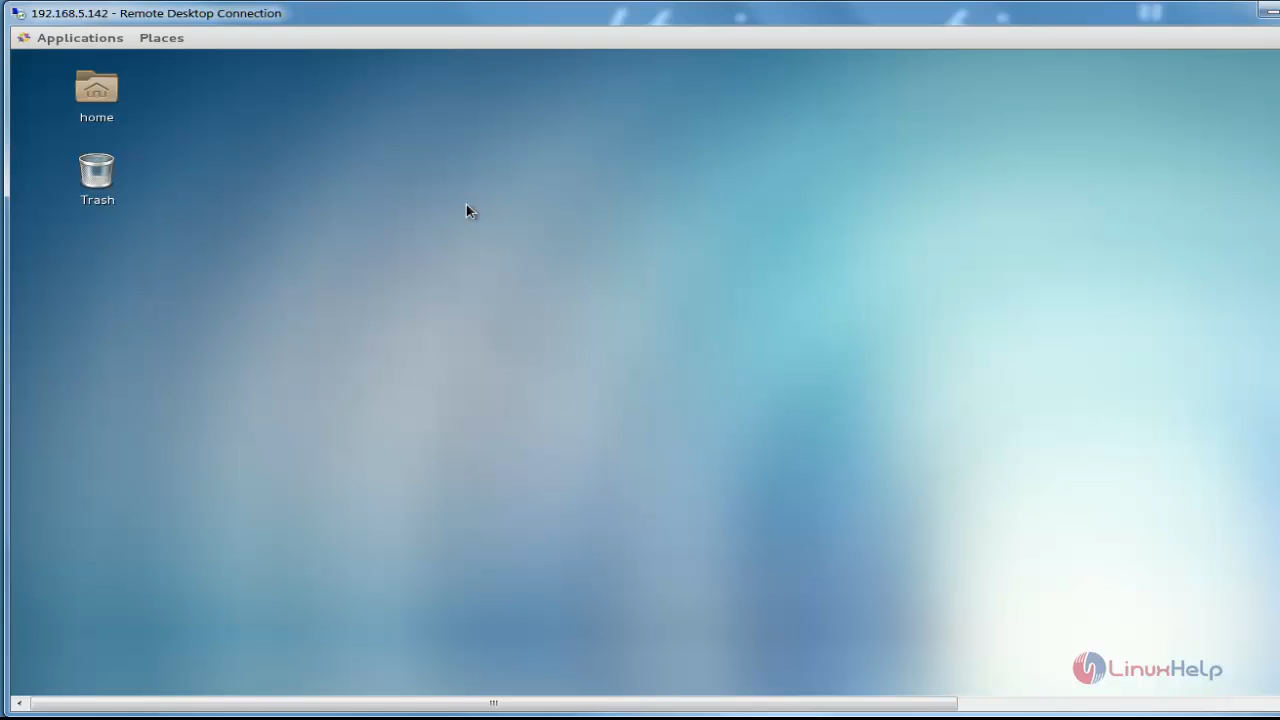 192.168.5.142 - Remote Desktop Connection
Applications Places
home
Trash
LinuxHelp